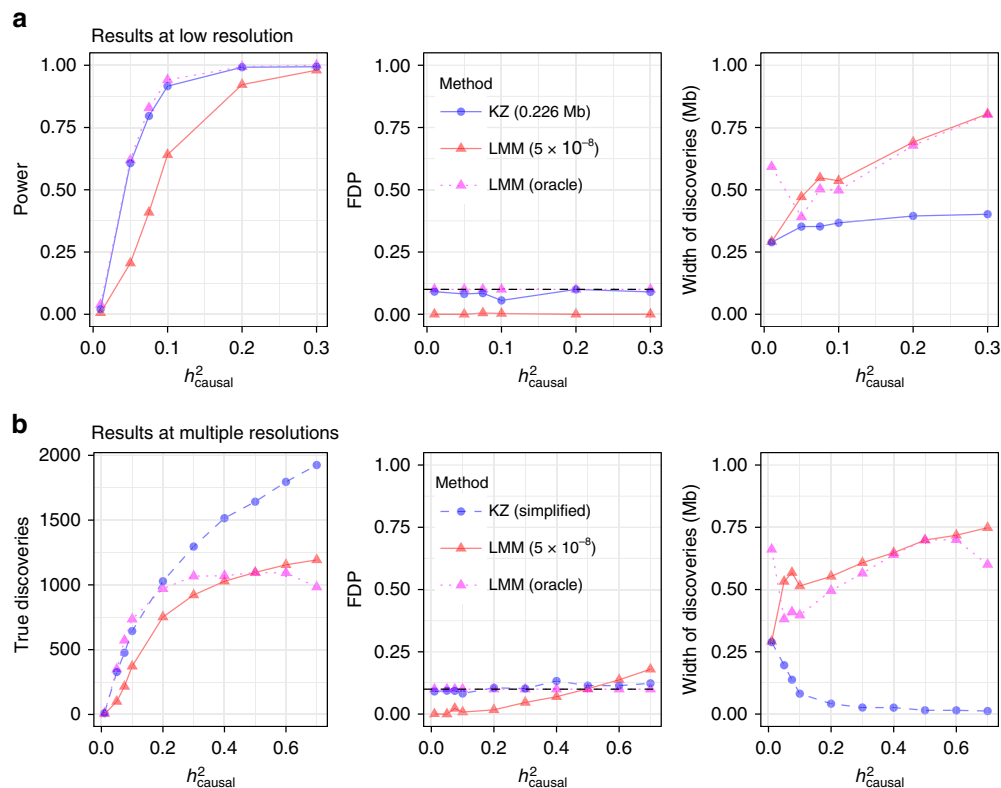 a
Results at low resolution
Power
1.00
0.75
0.50
0.25
0.00
0.0 0.1 0.2 0.3
h²causal
FDP
1.00
0.75
0.50
0.25
0.00
Method
KZ (0.226 Mb)
LMM (5 × 10⁻⁸)
LMM (oracle)
0.0 0.1 0.2 0.3
h²causal
Width of discoveries (Mb)
1.00
0.75
0.50
0.25
0.00
0.0 0.1 0.2 0.3
h²causal
b
Results at multiple resolutions
True discoveries
2000
1500
1000
500
0
0.0 0.2 0.4 0.6
h²causal
FDP
1.00
0.75
0.50
0.25
0.00
Method
KZ (simplified)
LMM (5 × 10⁻⁸)
LMM (oracle)
0.0 0.2 0.4 0.6
h²causal
Width of discoveries (Mb)
1.00
0.75
0.50
0.25
0.00
0.0 0.2 0.4 0.6
h²causal